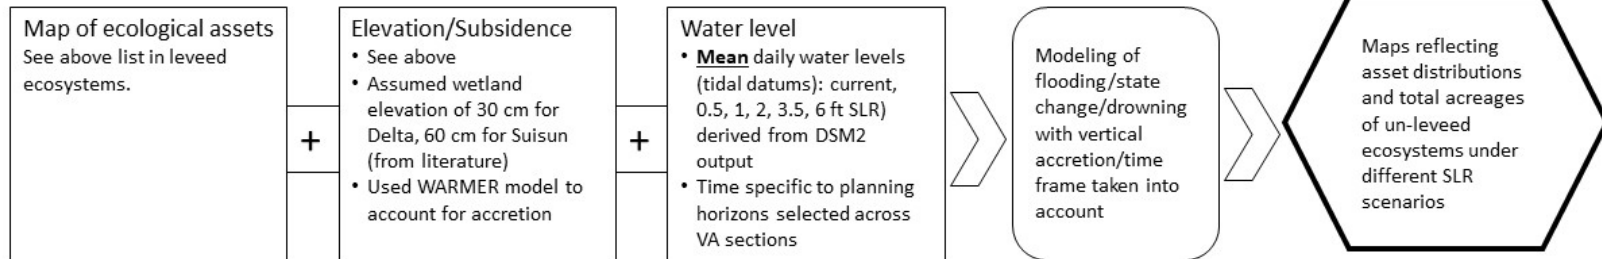 Map of ecological assets
See above list in leveed
ecosystems.
+
Elevation/Subsidence
• See above
• Assumed wetland
elevation of 30 cm for
Delta, 60 cm for Suisun
(from literature)
• Used WARMER model to
account for accretion
+
Water level
• Mean daily water levels
(tidal datums): current,
0.5, 1, 2, 3.5, 6 ft SLR)
derived from DSM2
output
• Time specific to planning
horizons selected across
VA sections
Modeling of
flooding/state
change/drowning
with vertical
accretion/time
frame taken into
account
Maps reflecting
asset distributions
and total acreages
of un-leveed
ecosystems under
different SLR
scenarios